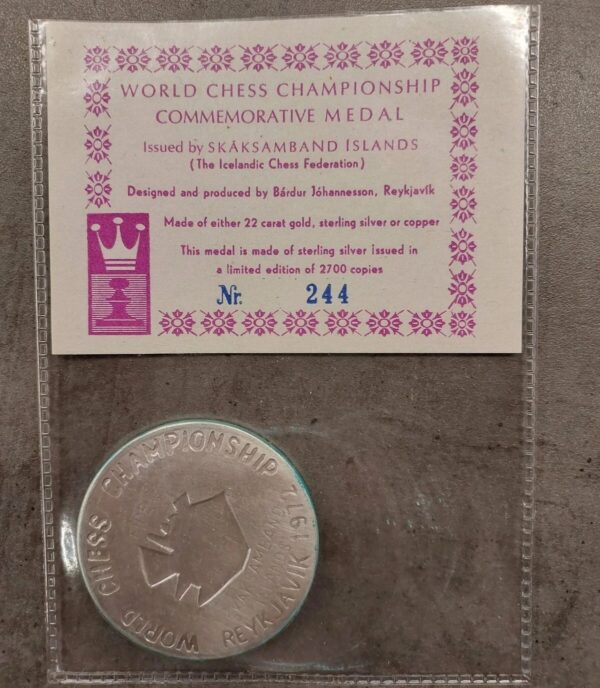 WORLD CHESS CHAMPIONSHIP
COMMEMORATIVE MEDAL
Issued by SKÁKSAMBAND ÍSLANDS
(The Icelandic Chess Federation)
Designed and produced by Bárdur Jóhannesson, Reykjavík
Made of either 22 carat gold, sterling silver or copper
This medal is made of sterling silver issued in
a limited edition of 2700 copies
Nr. 244
WORLD CHESS CHAMPIONSHIP 1972
REYKJAVIK